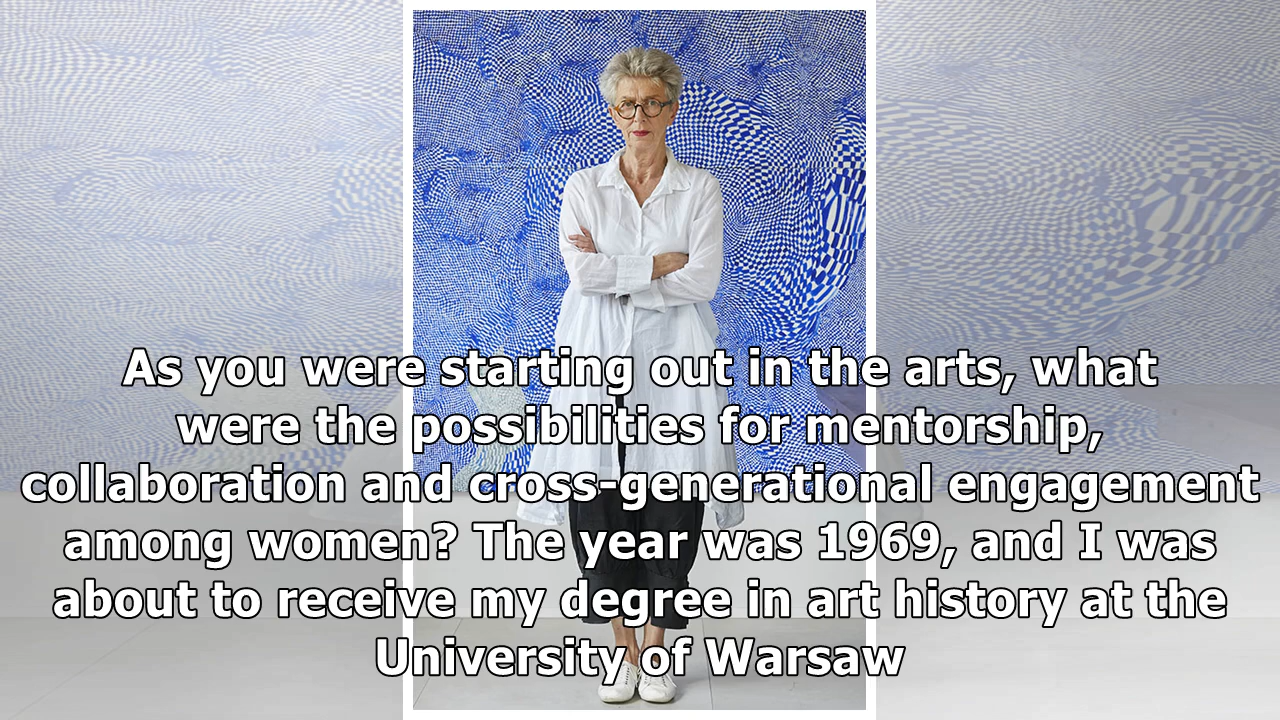 As you were starting out in the arts, what
were the possibilities for mentorship,
collaboration and cross-generational engagement
among women? The year was 1969, and I was
about to receive my degree in art history at the
University of Warsaw